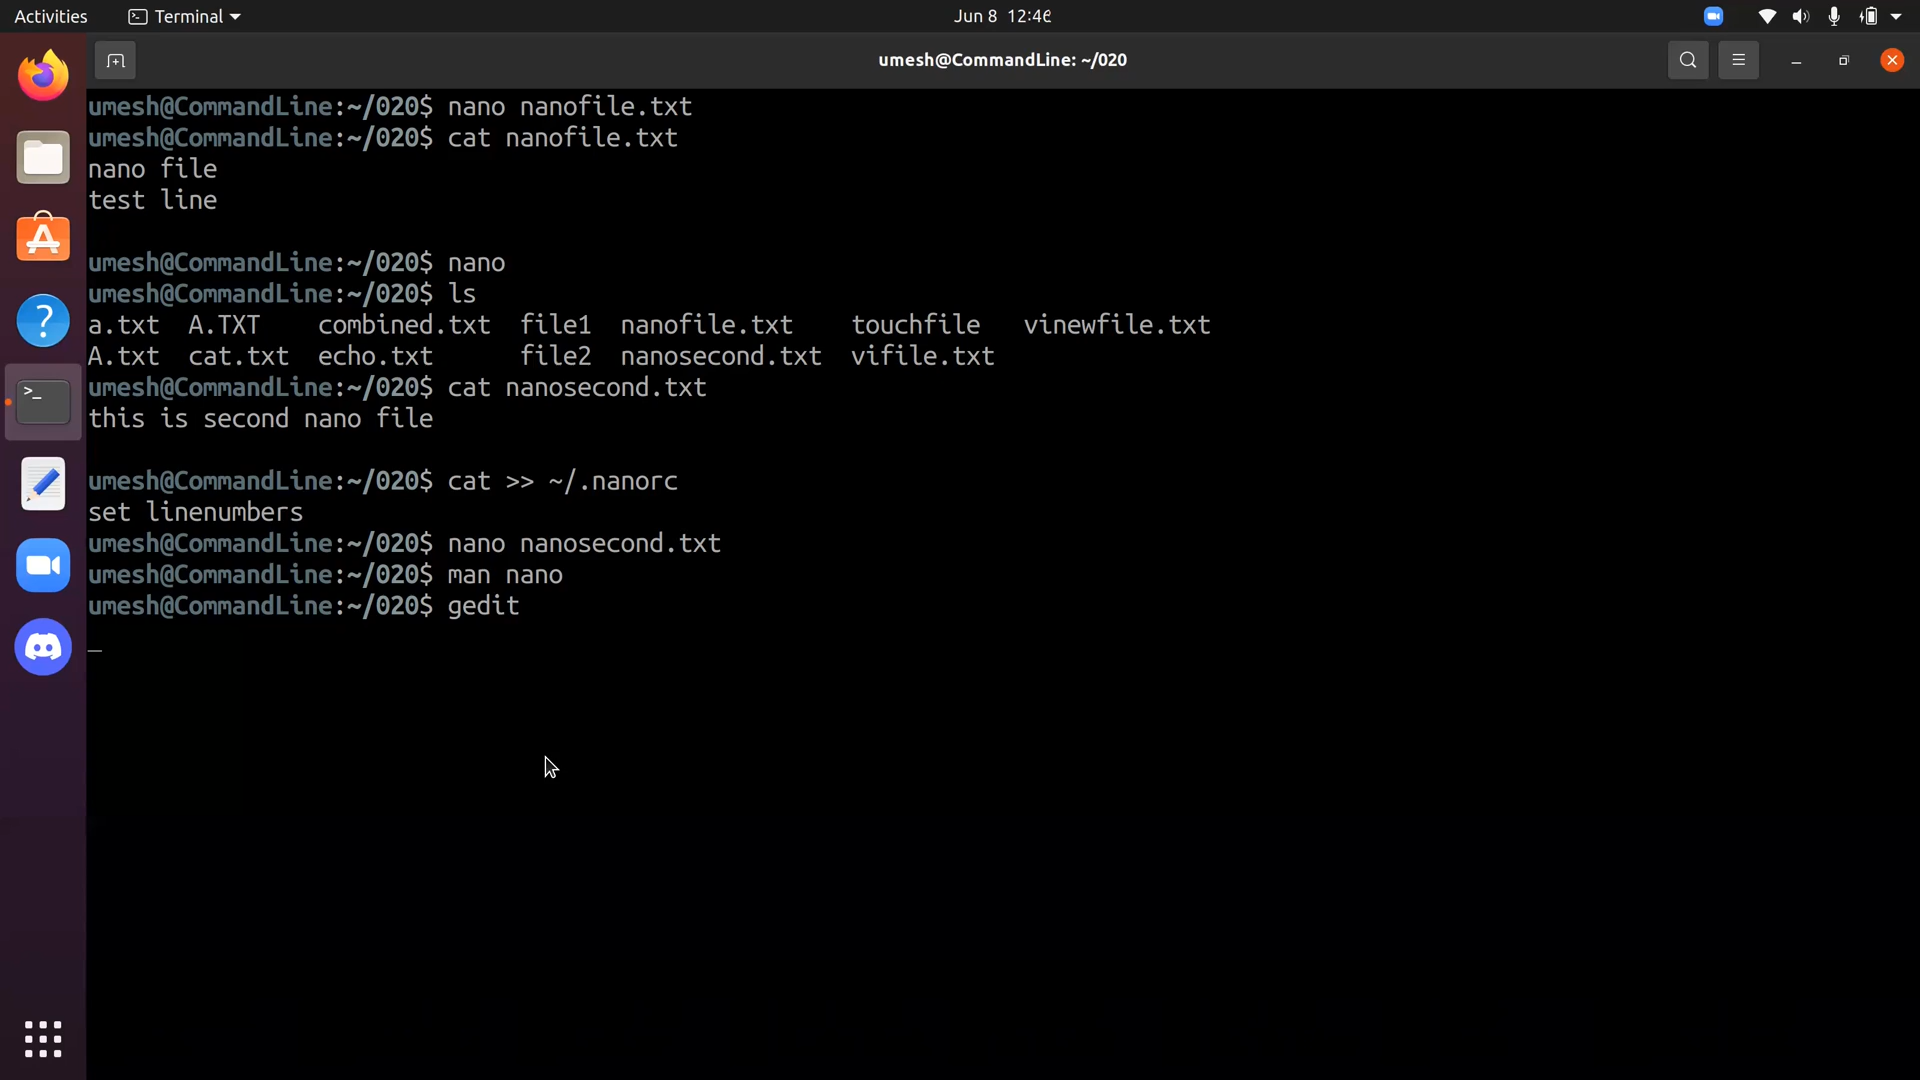 Activities Terminal Jun 8 12:46
umesh@CommandLine: ~/020
umesh@CommandLine:~/020$ nano nanofile.txt
umesh@CommandLine:~/020$ cat nanofile.txt
nano file
test line
umesh@CommandLine:~/020$ nano
umesh@CommandLine:~/020$ ls
a.txt A.TXT combined.txt file1 nanofile.txt touchfile vinewfile.txt
A.txt cat.txt echo.txt file2 nanosecond.txt vifile.txt
umesh@CommandLine:~/020$ cat nanosecond.txt
this is second nano file
umesh@CommandLine:~/020$ cat >> ~/.nanorc
set linenumbers
umesh@CommandLine:~/020$ nano nanosecond.txt
umesh@CommandLine:~/020$ man nano
umesh@CommandLine:~/020$ gedit